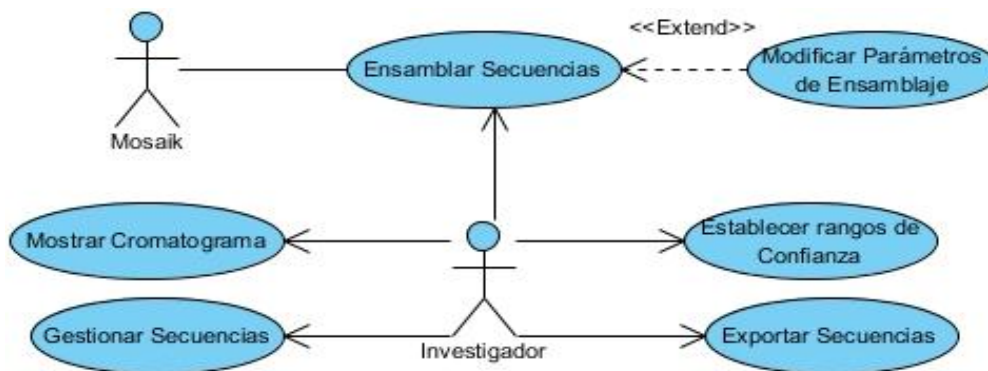 <<Extend>>
Ensamblar Secuencias
Modificar Parámetros
de Ensamblaje
Mosaik
Mostrar Cromatograma
Establecer rangos de
Confianza
Gestionar Secuencias
Investigador
Exportar Secuencias